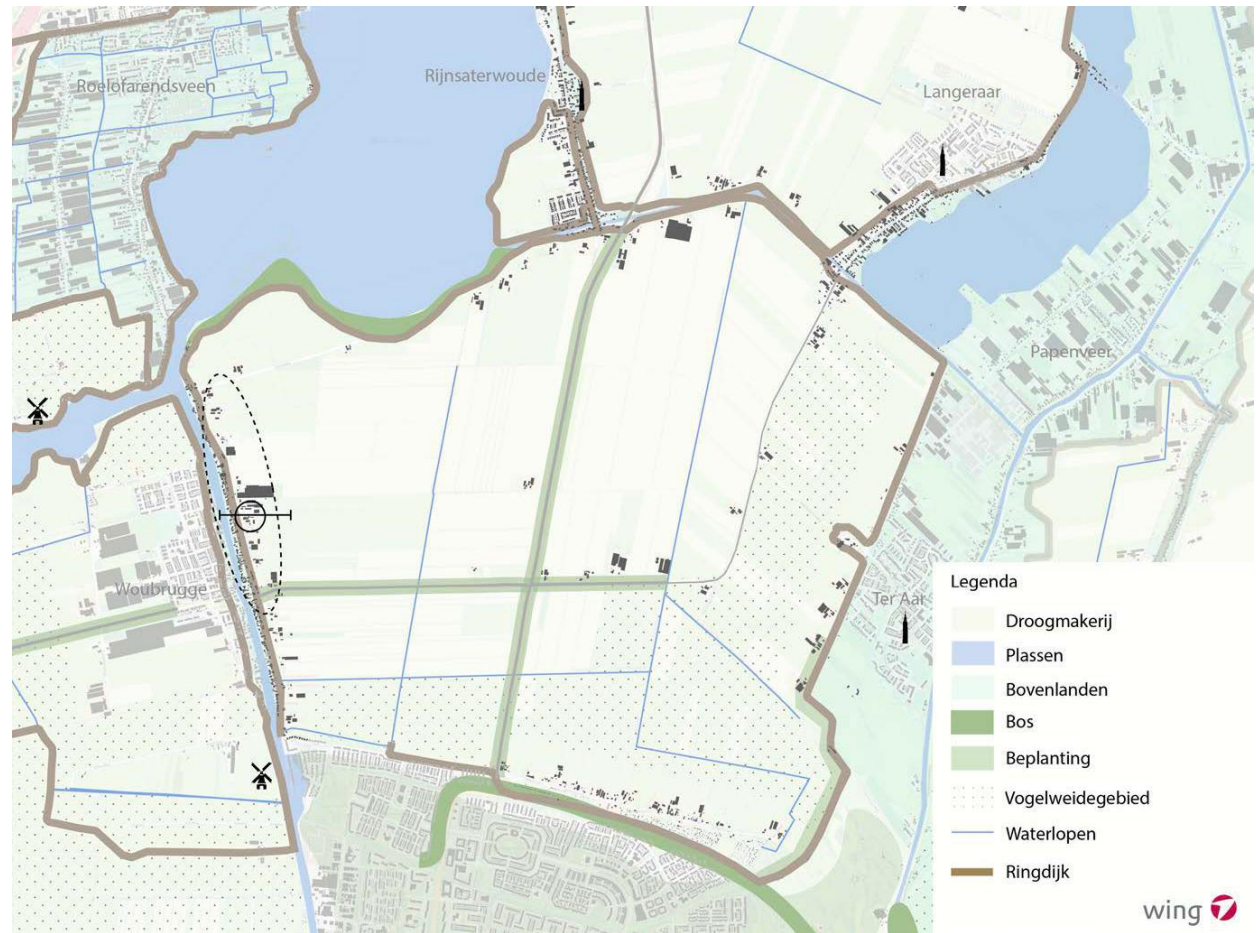 Roelofarendsveen
Rijnsaterwoude
Langeraar
Papenveer
Woubrugge
Ter Aar
Legenda
Droogmakerij
Plassen
Bovenlanden
Bos
Beplanting
Vogelweidegebied
Waterlopen
Ringdijk
wing